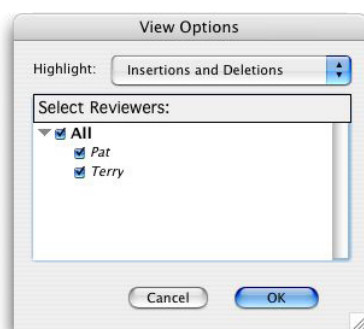 View Options
Highlight: Insertions and Deletions
Select Reviewers:
All
Pat
Terry
Cancel OK